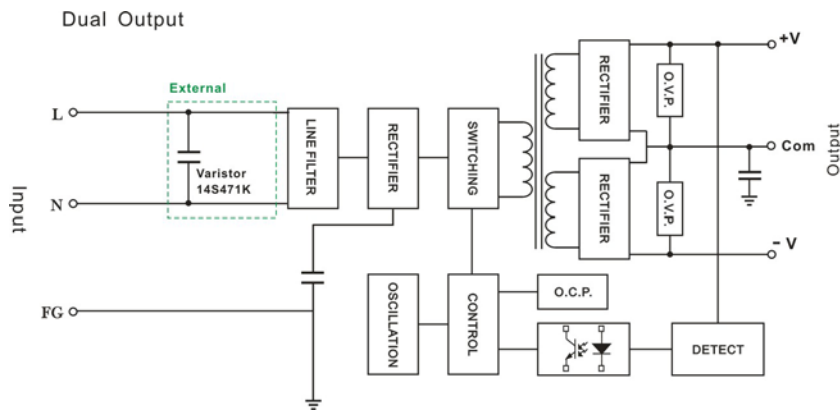 Dual Output
External
L
Varistor
14S471K
N
Input
FG
LINE FILTER
RECTIFIER
SWITCHING
RECTIFIER
RECTIFIER
O.V.P.
O.V.P.
+V
Com
- V
Output
OSCILLATION
CONTROL
O.C.P.
DETECT